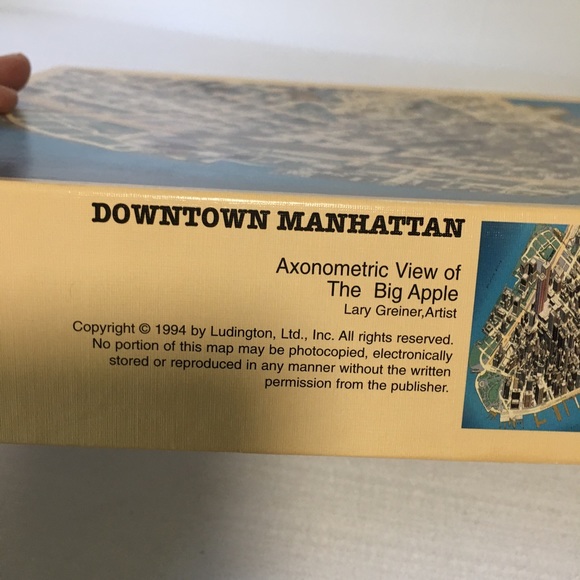 DOWNTOWN MANHATTAN
Axonometric View of
The Big Apple
Lary Greiner,Artist
Copyright © 1994 by Ludington, Ltd., Inc. All rights reserved.
No portion of this map may be photocopied, electronically
stored or reproduced in any manner without the written
permission from the publisher.